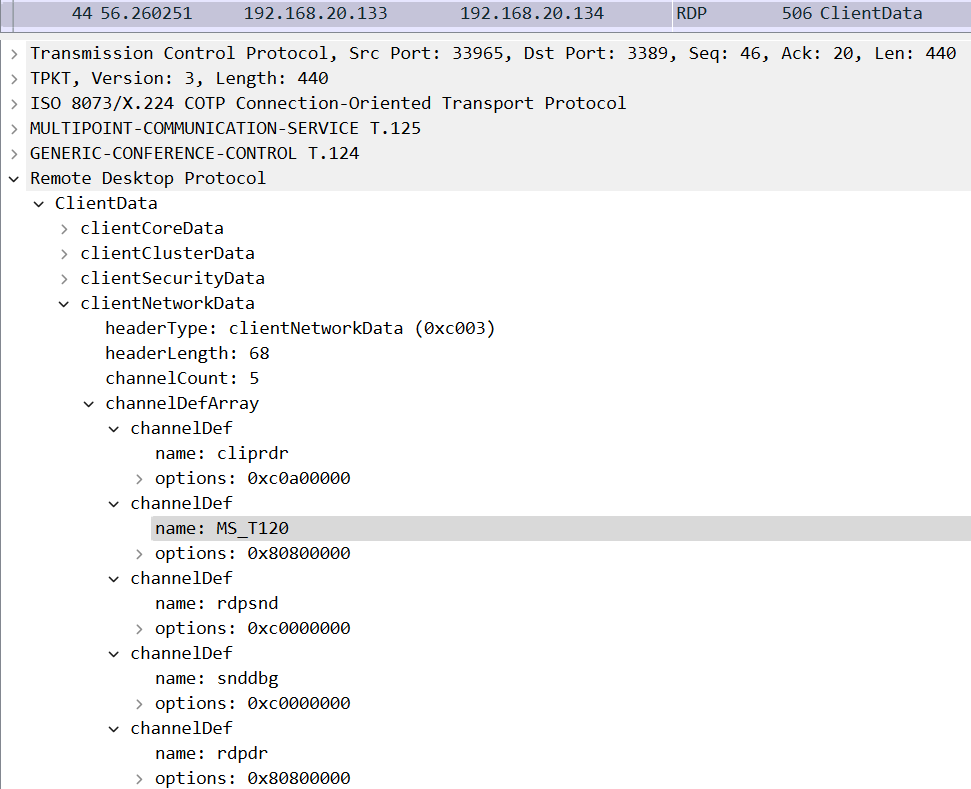 44 56.260251 192.168.20.133 192.168.20.134 RDP 506 ClientData
Transmission Control Protocol, Src Port: 33965, Dst Port: 3389, Seq: 46, Ack: 20, Len: 440
TPKT, Version: 3, Length: 440
ISO 8073/X.224 COTP Connection-Oriented Transport Protocol
MULTIPOINT-COMMUNICATION-SERVICE T.125
GENERIC-CONFERENCE-CONTROL T.124
Remote Desktop Protocol
ClientData
clientCoreData
clientClusterData
clientSecurityData
clientNetworkData
headerType: clientNetworkData (0xc003)
headerLength: 68
channelCount: 5
channelDefArray
channelDef
name: cliprdr
options: 0xc0a00000
channelDef
name: MS_T120
options: 0x80800000
channelDef
name: rdpsnd
options: 0xc0000000
channelDef
name: snddbg
options: 0xc0000000
channelDef
name: rdpdr
options: 0x80800000